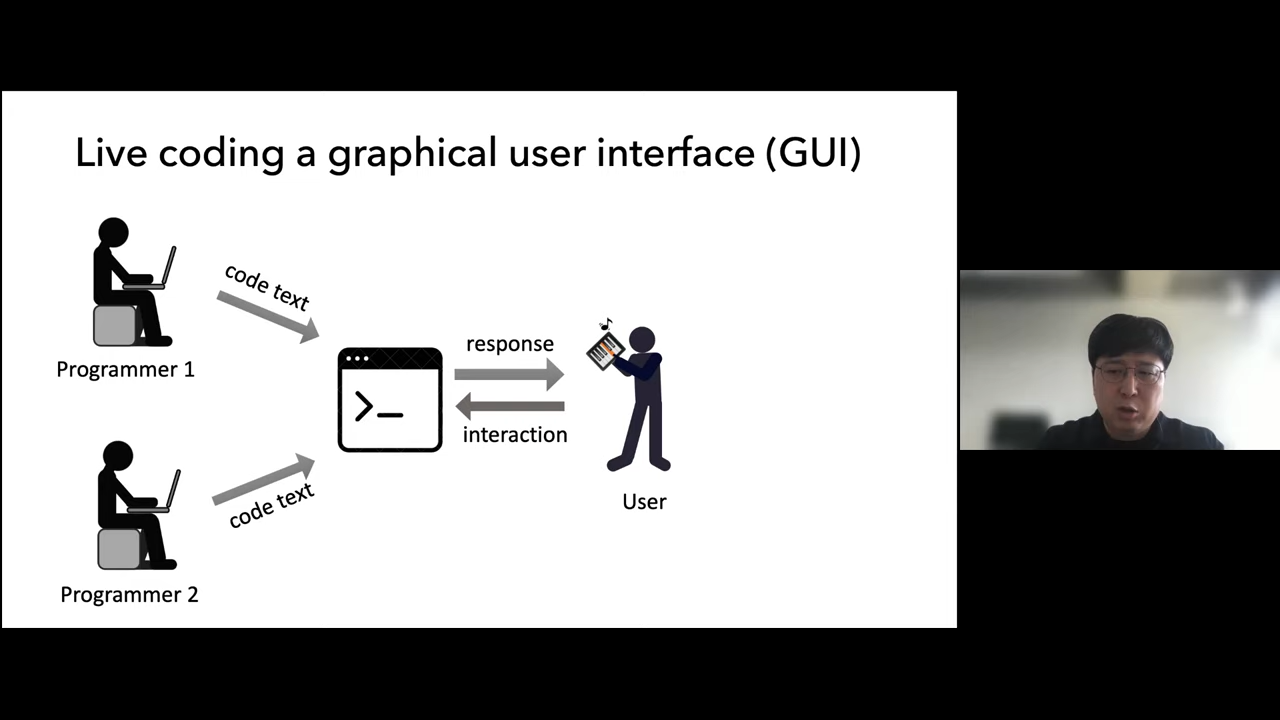 Live coding a graphical user interface (GUI)
code text
Programmer 1
response
interaction
User
code text
Programmer 2